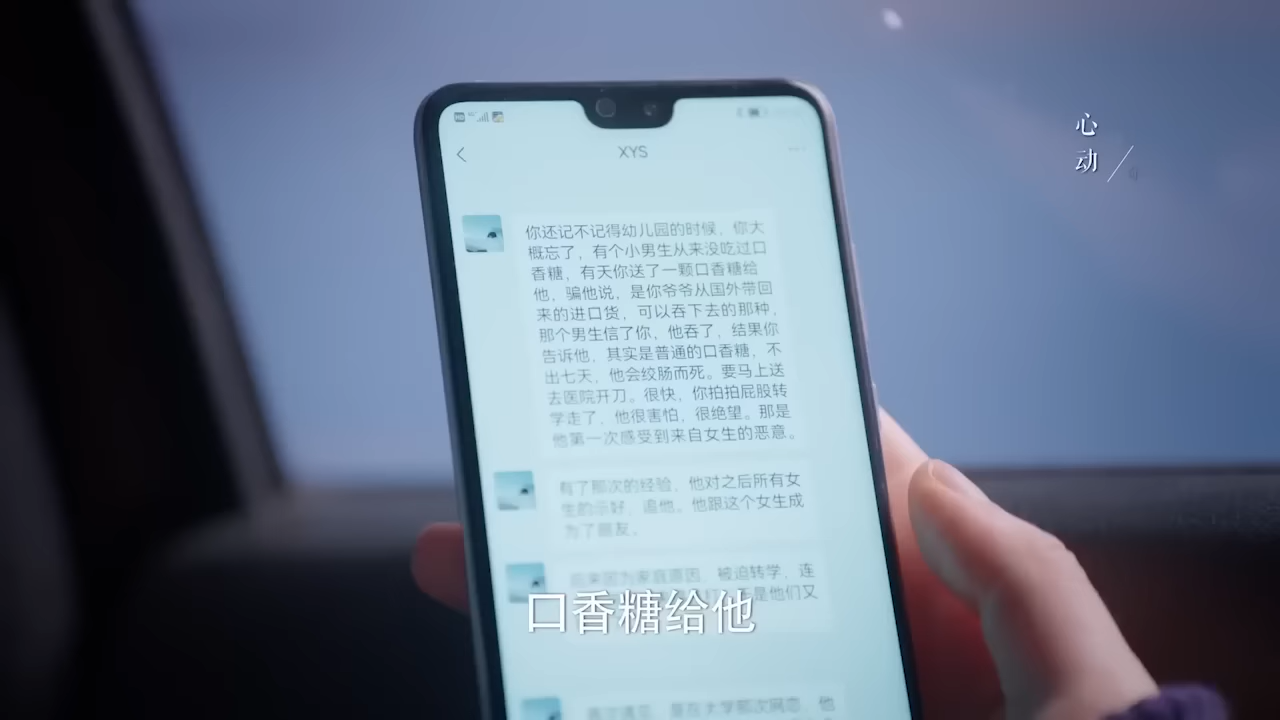 XYS
心
动
你还记不记得幼儿园的时候,你大
概忘了,有个小男生从来没吃过口
香糖,有天你送了一颗口香糖给
他,骗他说,是你爷爷从国外带回
来的进口货,可以吞下去的那种,
那个男生信了你,他吞了,结果你
告诉他,其实是普通的口香糖,不
出七天,他会绞肠而死。要马上送
去医院开刀。很快,你拍拍屁股转
学走了,他很害怕,很绝望。那是
他第一次感受到来自女生的恶意。
有了那次的经验,他对之后所有女
生的示好,追他。他跟这个女生成
为了朋友。
后来因为家庭原因,被迫转学,连
是他们又
口香糖给他
是在大学那次网恋,他